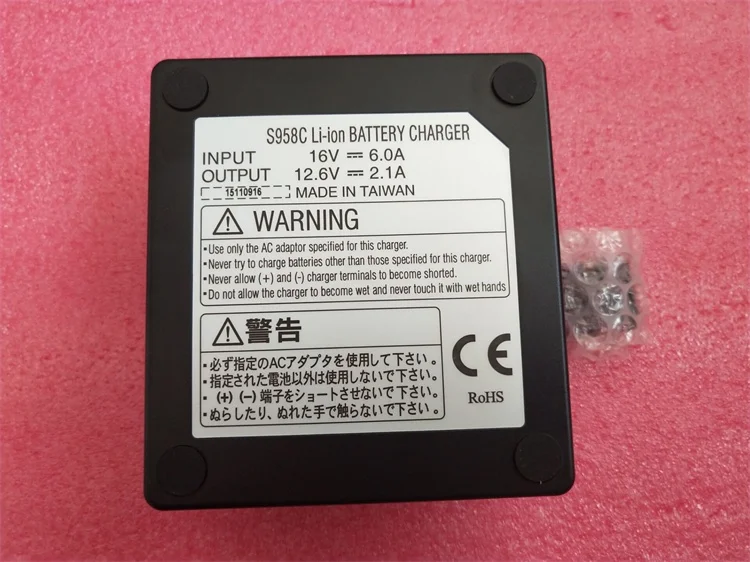 S958C Li-ion BATTERY CHARGER
INPUT 16V ⎓ 6.0A
OUTPUT 12.6V ⎓ 2.1A
15110916 MADE IN TAIWAN
⚠ WARNING
•Use only the AC adaptor specified for this charger.
•Never try to charge batteries other than those specified for this charger.
•Never allow (+) and (-) charger terminals to become shorted.
•Do not allow the charger to become wet and never touch it with wet hands
⚠警告
・必ず指定のACアダプタを使用して下さい。
・指定された電池以外は使用しないで下さい。
・(+) (−) 端子をショートさせないで下さい。
・ぬらしたり、ぬれた手で触らないで下さい。
CE
RoHS